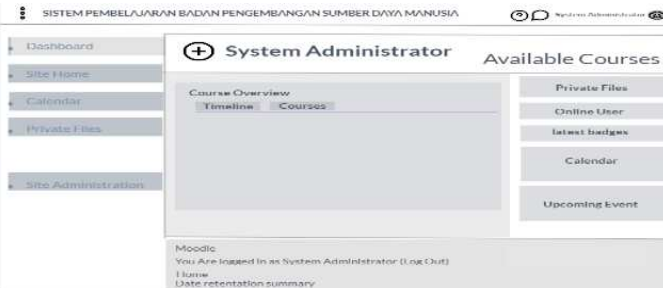 SISTEM PEMBELAJARAN BADAN PENGEMBANGAN SUMBER DAYA MANUSIA
System Administrator
Dashboard
Site Home
Calendar
Private Files
Site Administration
System Administrator
Available Courses
Course Overview
Timeline Courses
Private Files
Online User
latest badges
Calendar
Upcoming Event
Moodle
You Are logged in as System Administrator (Log Out)
Home
Date retentation summary